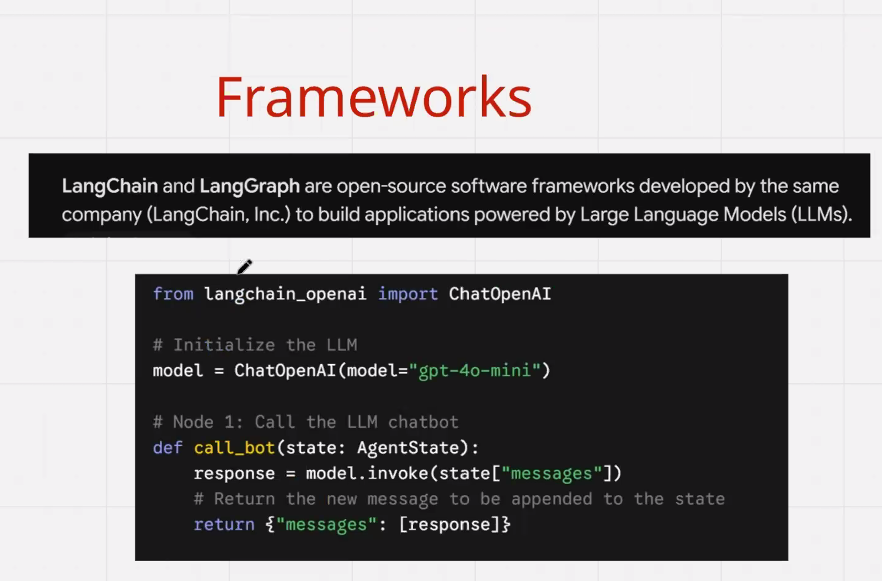 Frameworks
LangChain and LangGraph are open-source software frameworks developed by the same
company (LangChain, Inc.) to build applications powered by Large Language Models (LLMs).
from langchain_openai import ChatOpenAI
# Initialize the LLM
model = ChatOpenAI(model="gpt-4o-mini")
# Node 1: Call the LLM chatbot
def call_bot(state: AgentState):
    response = model.invoke(state["messages"])
    # Return the new message to be appended to the state
    return {"messages": [response]}